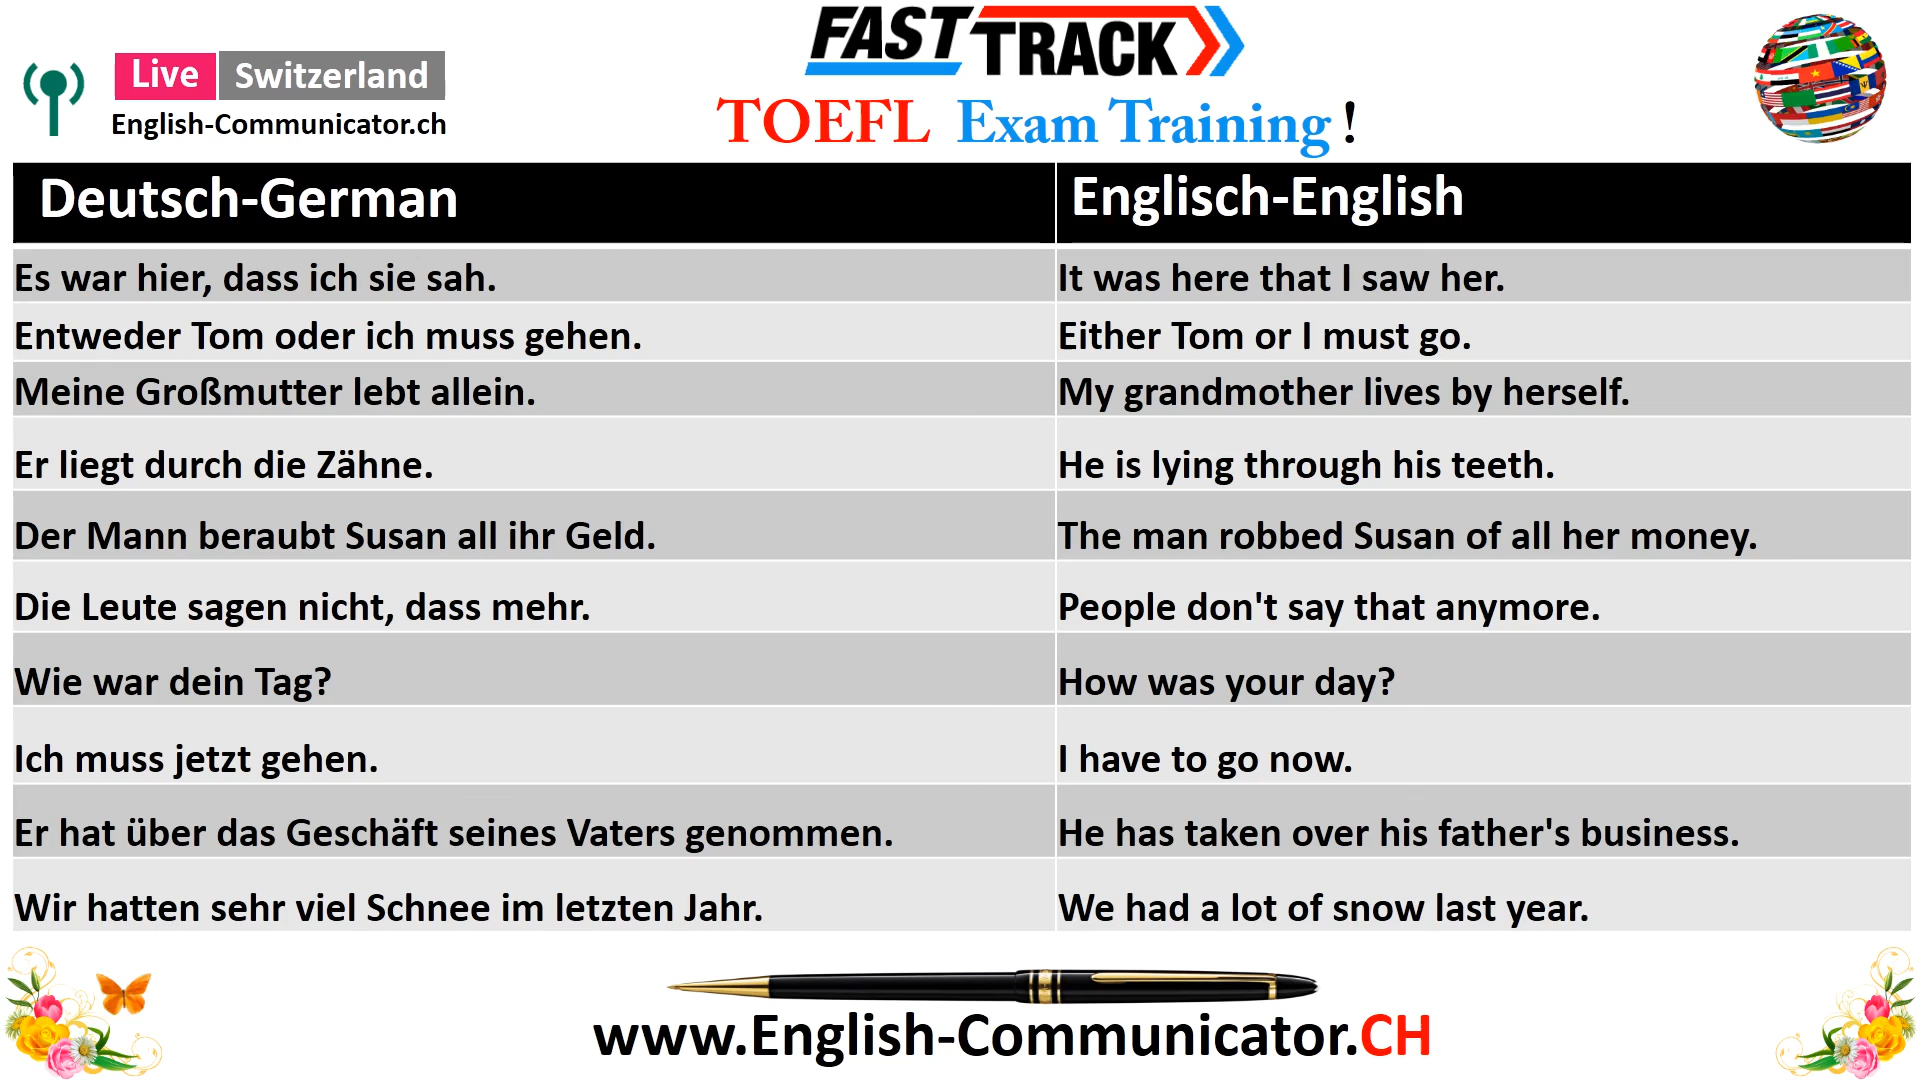 FAST TRACK
Live Switzerland
English-Communicator.ch
TOEFL Exam Training !
Deutsch-German Englisch-English
Es war hier, dass ich sie sah. It was here that I saw her.
Entweder Tom oder ich muss gehen. Either Tom or I must go.
Meine Großmutter lebt allein. My grandmother lives by herself.
Er liegt durch die Zähne. He is lying through his teeth.
Der Mann beraubt Susan all ihr Geld. The man robbed Susan of all her money.
Die Leute sagen nicht, dass mehr. People don't say that anymore.
Wie war dein Tag? How was your day?
Ich muss jetzt gehen. I have to go now.
Er hat über das Geschäft seines Vaters genommen. He has taken over his father's business.
Wir hatten sehr viel Schnee im letzten Jahr. We had a lot of snow last year.
www.English-Communicator.CH